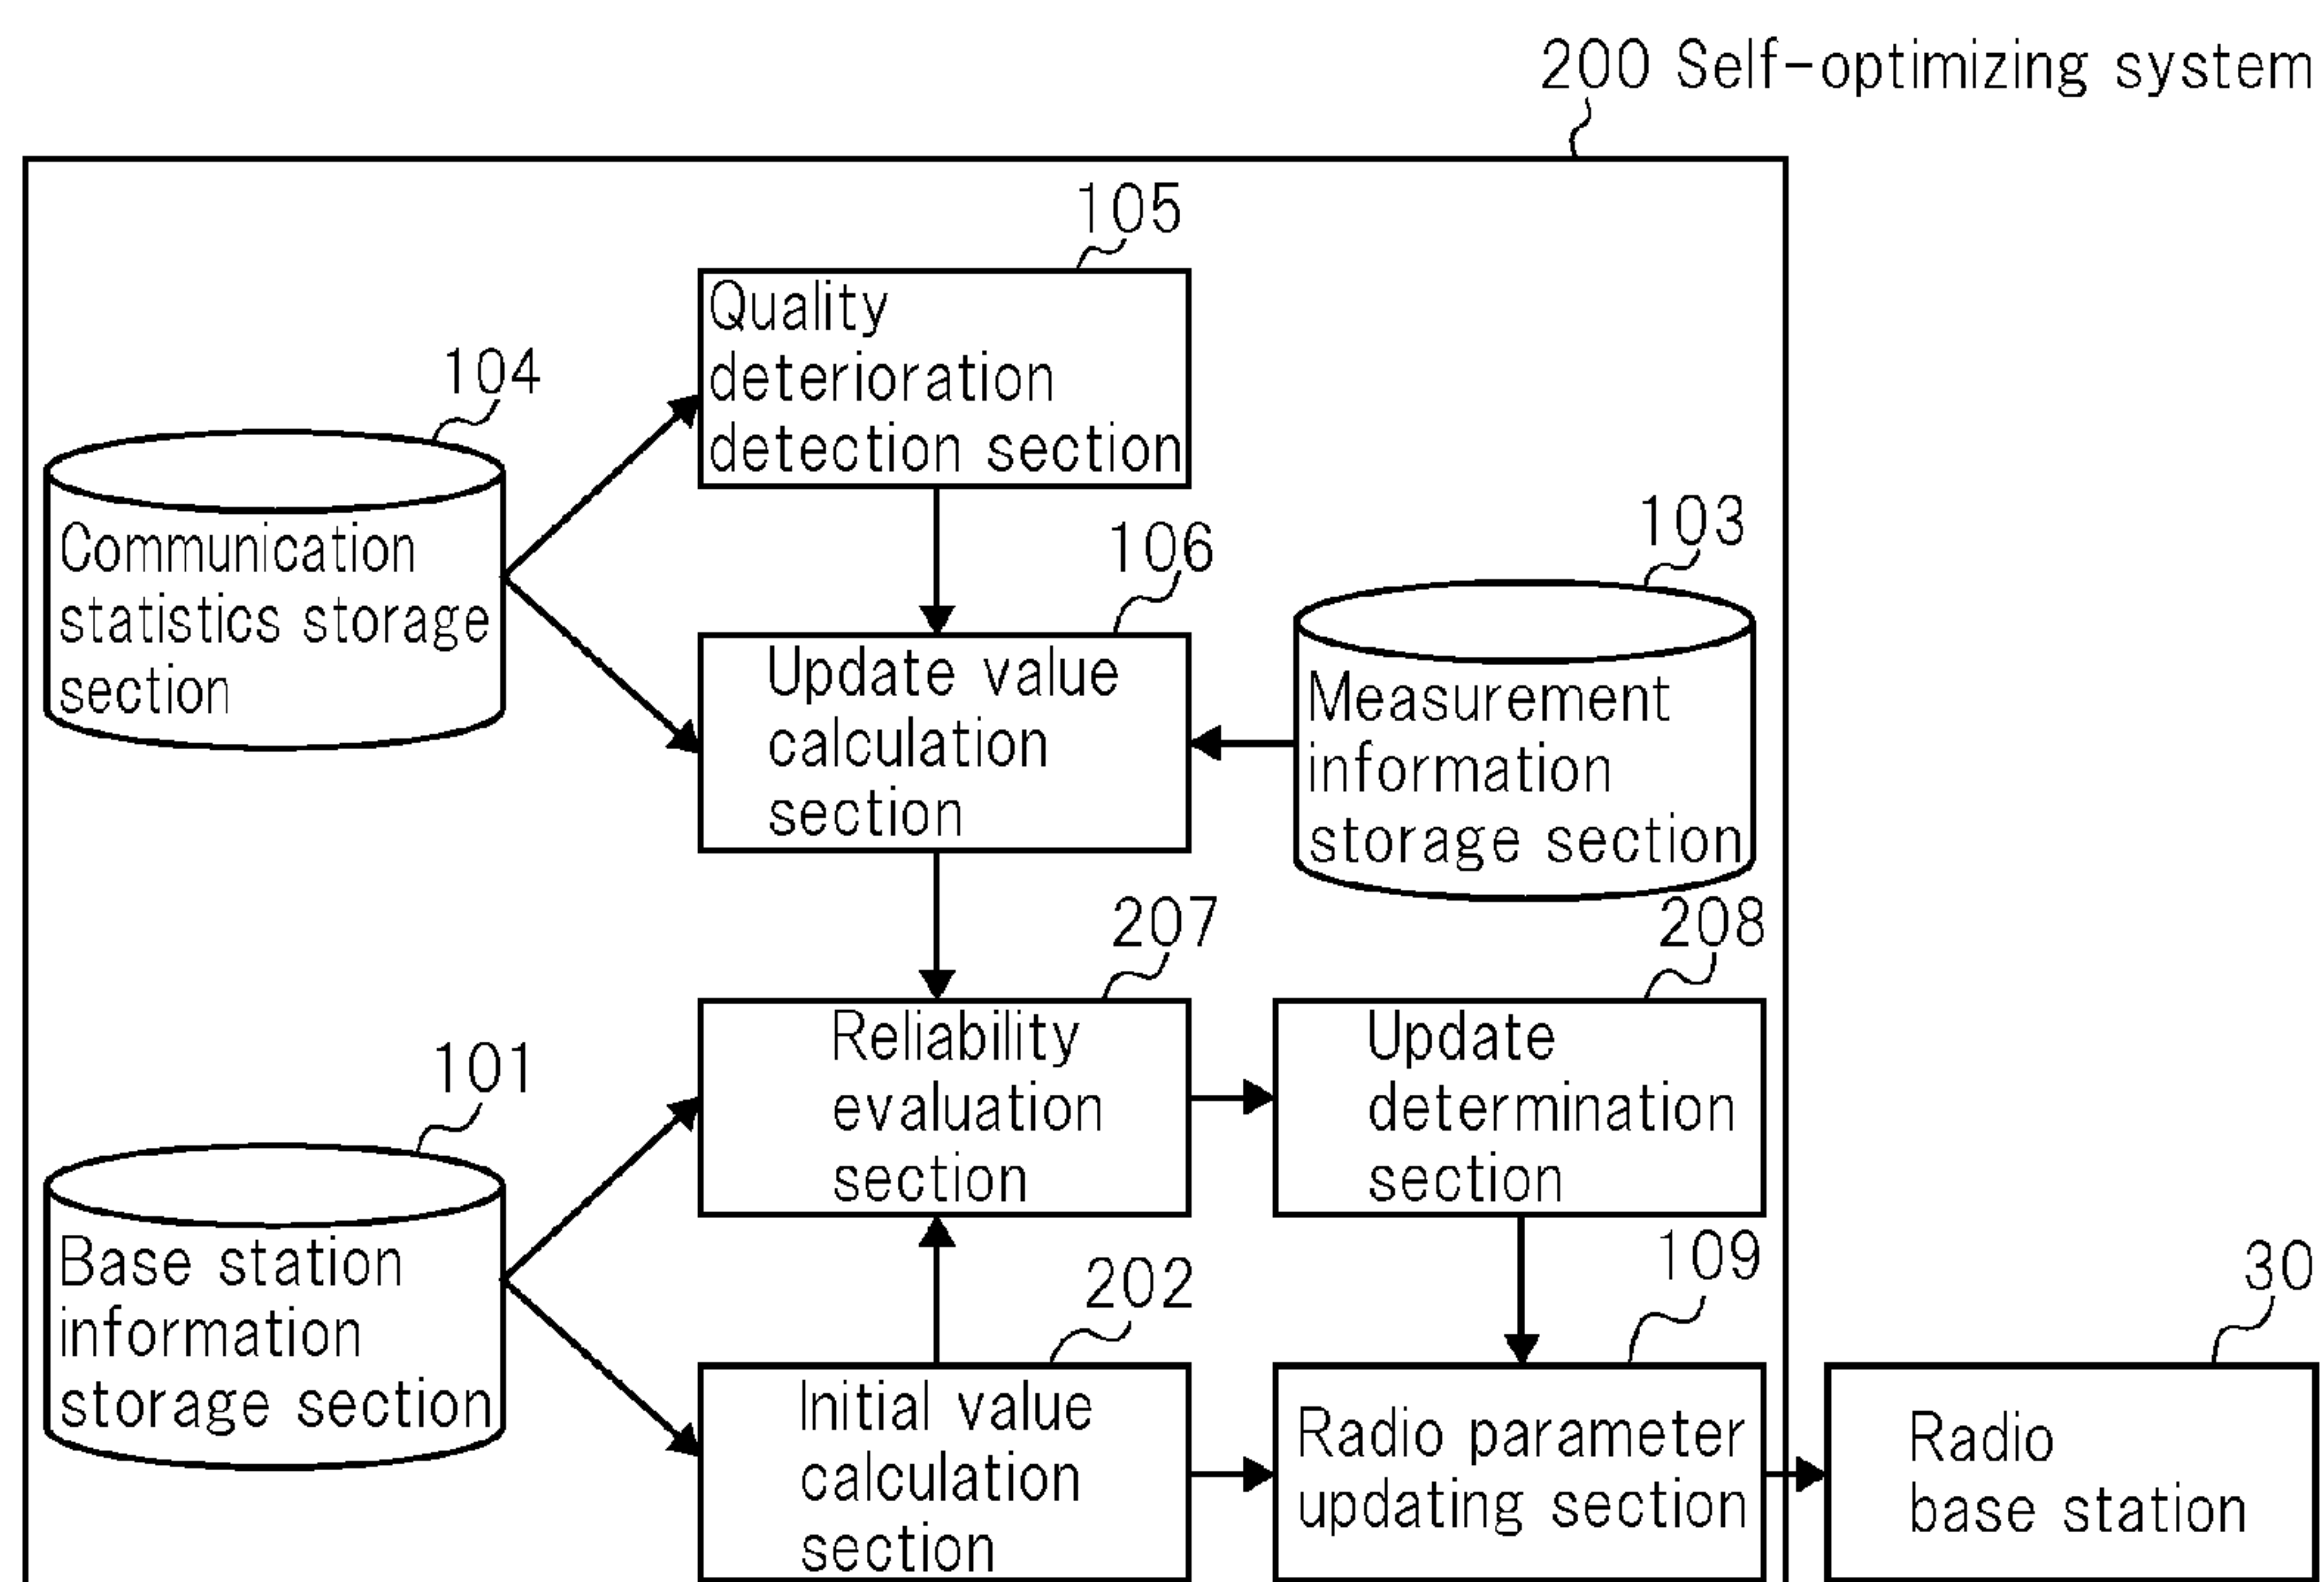 200 Self-optimizing system
105
Quality
deterioration
detection section
104
Communication
statistics storage
section
106
Update value
calculation
section
103
Measurement
information
storage section
207
Reliability
evaluation
section
208
Update
determination
section
101
Base station
information
storage section
202
Initial value
calculation
section
109
Radio parameter
updating section
30
Radio
base station